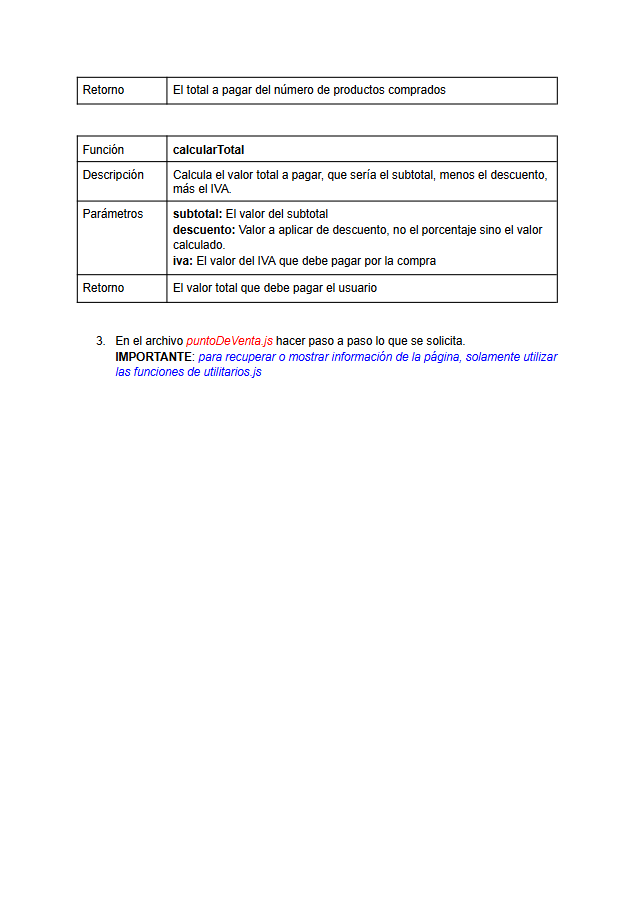 Retorno El total a pagar del número de productos comprados
Función calcularTotal
Descripción Calcula el valor total a pagar, que sería el subtotal, menos el descuento,
más el IVA.
Parámetros subtotal: El valor del subtotal
descuento: Valor a aplicar de descuento, no el porcentaje sino el valor
calculado.
iva: El valor del IVA que debe pagar por la compra
Retorno El valor total que debe pagar el usuario
3. En el archivo puntoDeVenta.js hacer paso a paso lo que se solicita.
IMPORTANTE: para recuperar o mostrar información de la página, solamente utilizar
las funciones de utilitarios.js